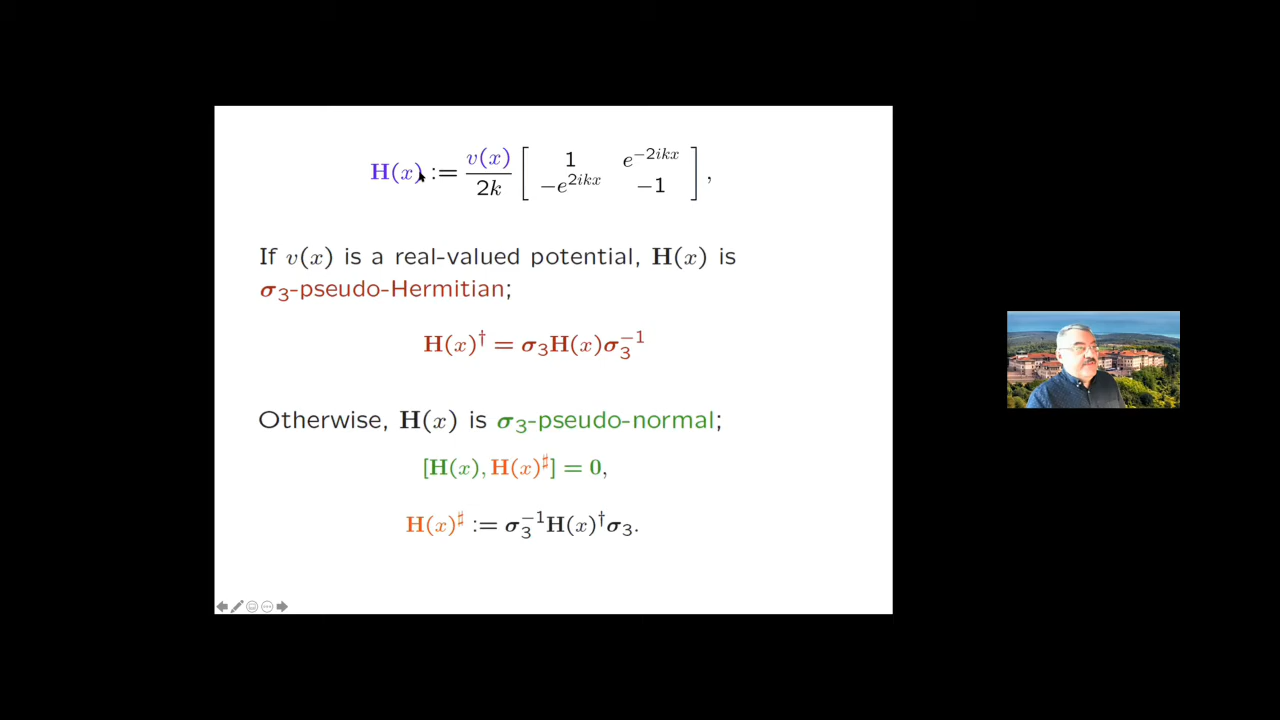 H(x) := v(x)/2k [ 1 e^{-2ikx} ; -e^{2ikx} -1 ],
If v(x) is a real-valued potential, H(x) is
σ₃-pseudo-Hermitian;
H(x)† = σ₃H(x)σ₃⁻¹
Otherwise, H(x) is σ₃-pseudo-normal;
[H(x), H(x)♯] = 0,
H(x)♯ := σ₃⁻¹H(x)†σ₃.